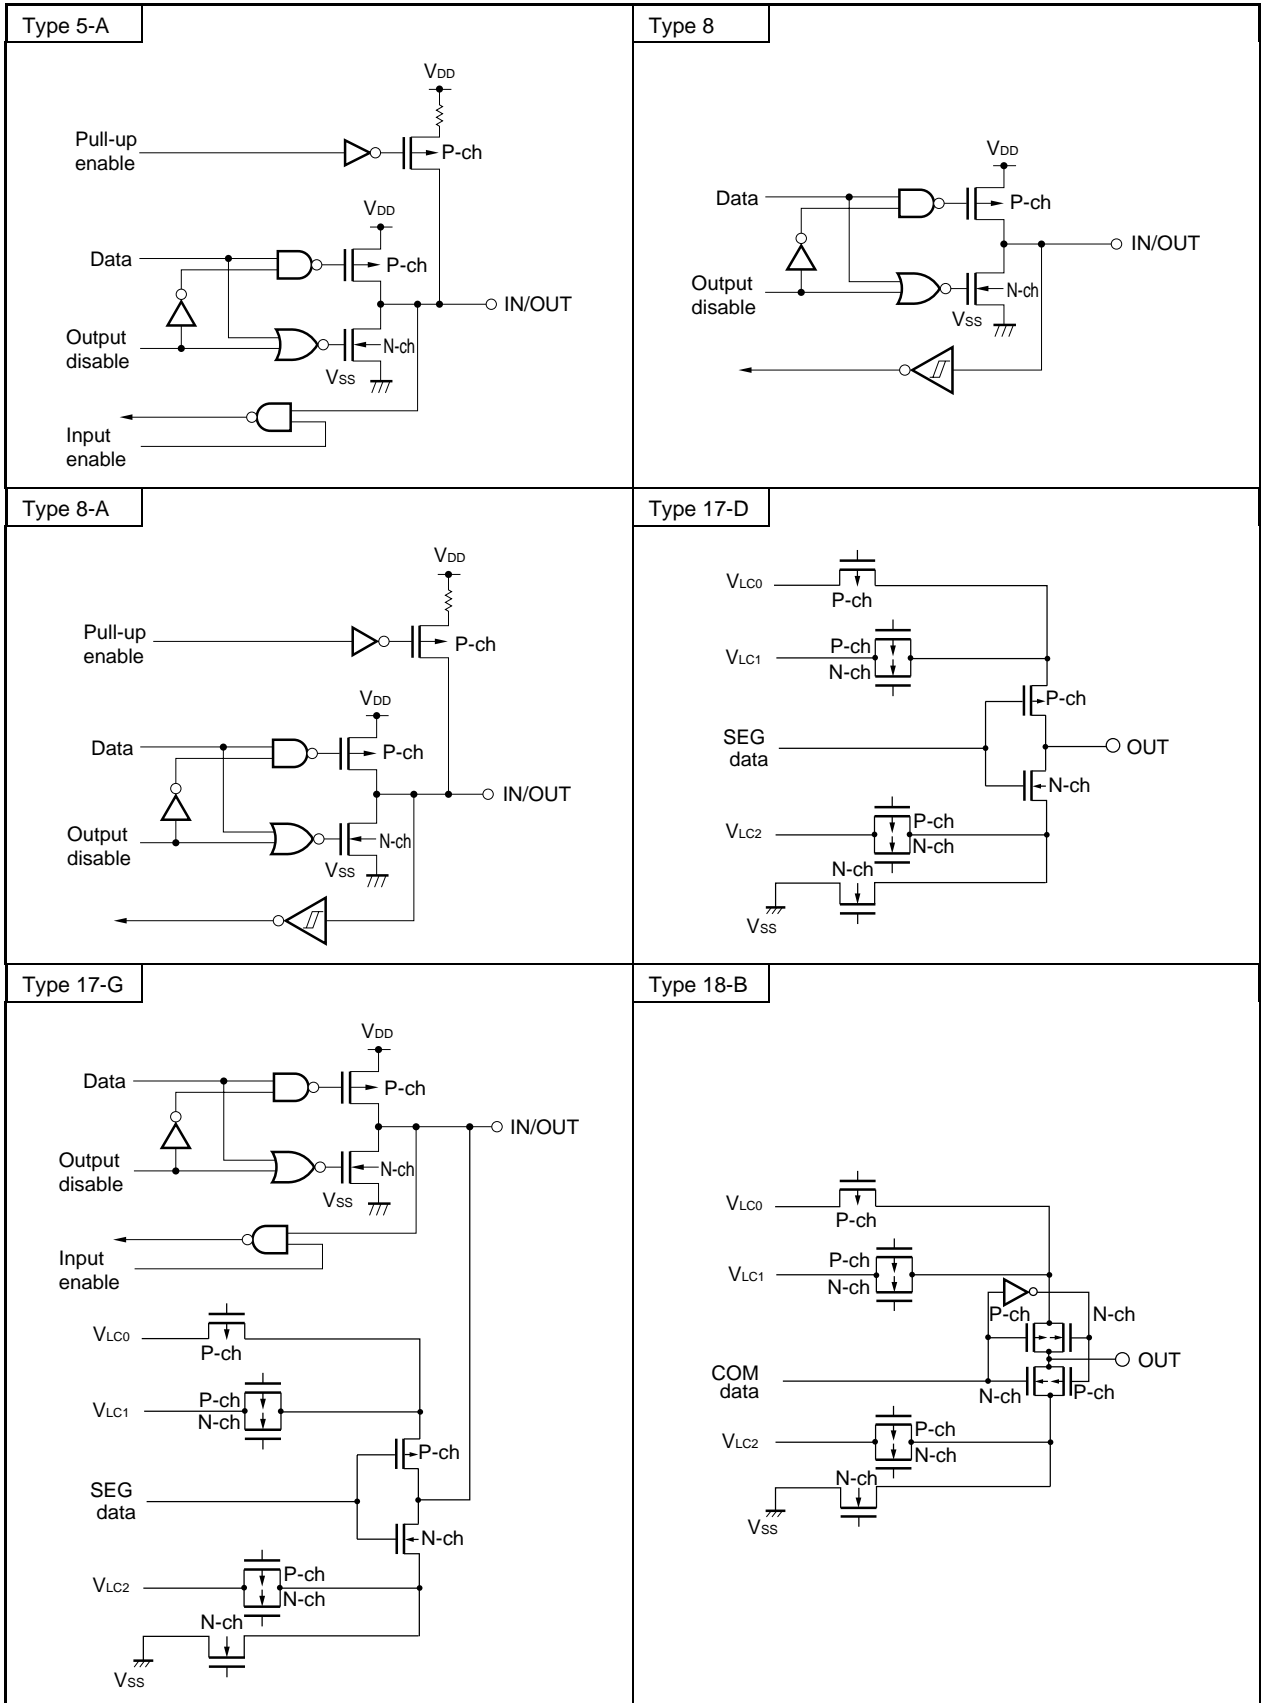 Type 5-A
VDD
Pull-up
enable
P-ch
VDD
Data
P-ch
IN/OUT
Output
disable
N-ch
VSS
Input
enable
Type 8
VDD
Data
P-ch
IN/OUT
Output
disable
N-ch
VSS
Type 8-A
VDD
Pull-up
enable
P-ch
VDD
Data
P-ch
IN/OUT
Output
disable
N-ch
VSS
Type 17-D
VLC0
P-ch
VLC1
P-ch
N-ch
P-ch
SEG
data
OUT
N-ch
VLC2
P-ch
N-ch
N-ch
VSS
Type 17-G
VDD
Data
P-ch
IN/OUT
Output
disable
N-ch
VSS
Input
enable
VLC0
P-ch
VLC1
P-ch
N-ch
P-ch
SEG
data
N-ch
VLC2
P-ch
N-ch
N-ch
VSS
Type 18-B
VLC0
P-ch
VLC1
P-ch
N-ch
P-ch
N-ch
OUT
COM
data
N-ch
P-ch
VLC2
P-ch
N-ch
N-ch
VSS